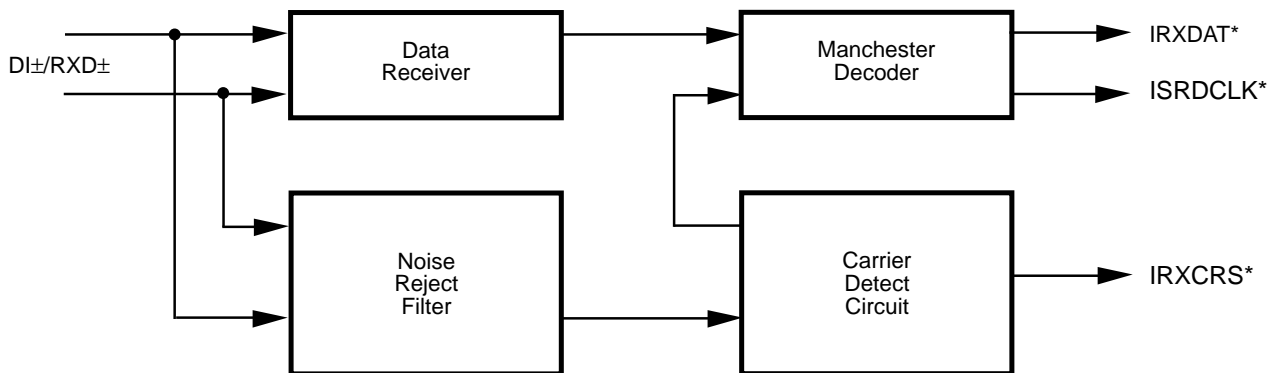 Data
Receiver
Manchester
Decoder
IRXDAT*
DI±/RXD±
ISRDCLK*
Noise
Reject
Filter
Carrier
Detect
Circuit
IRXCRS*